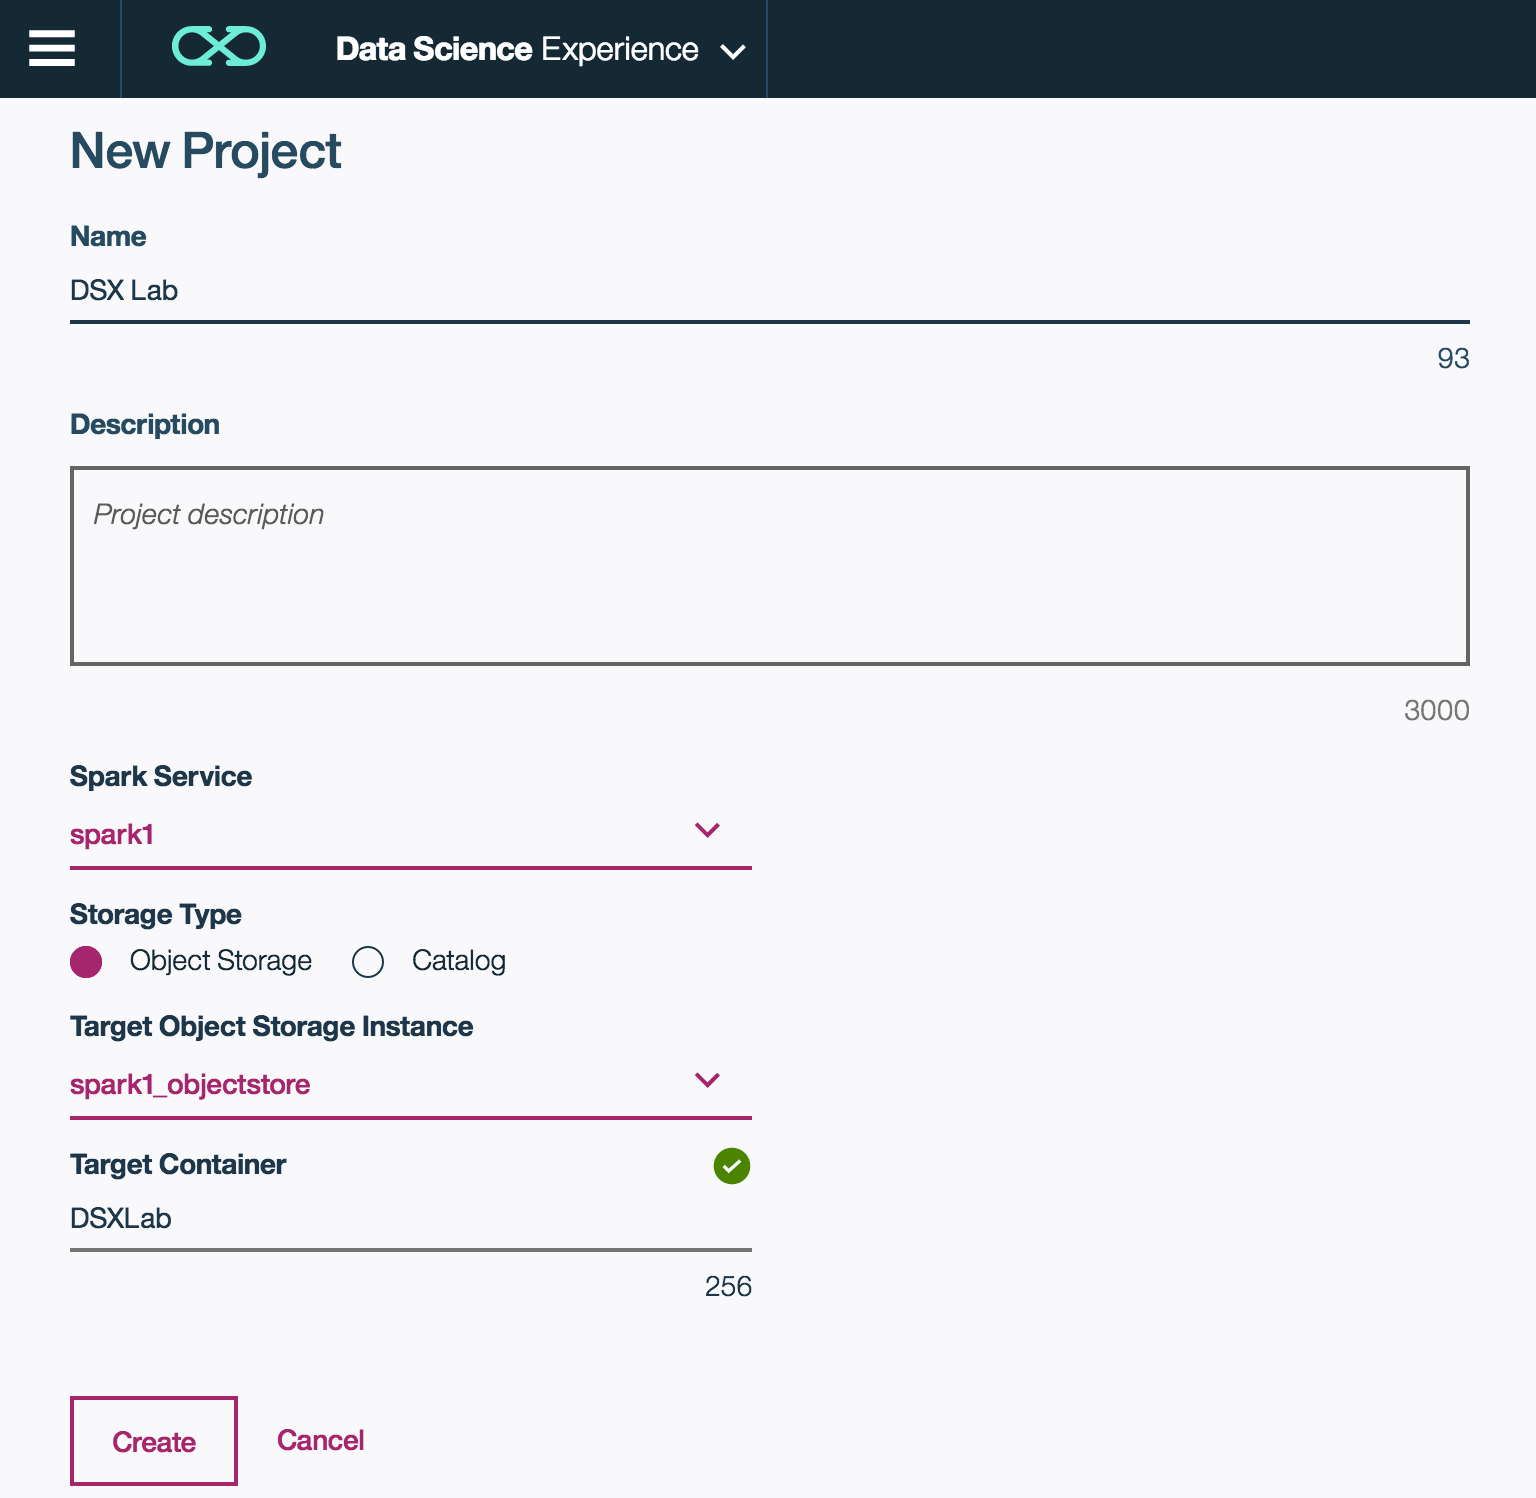 Data Science Experience
New Project
Name
DSX Lab
93
Description
Project description
3000
Spark Service
spark1
Storage Type
Object Storage Catalog
Target Object Storage Instance
spark1_objectstore
Target Container
DSXLab
256
Create Cancel